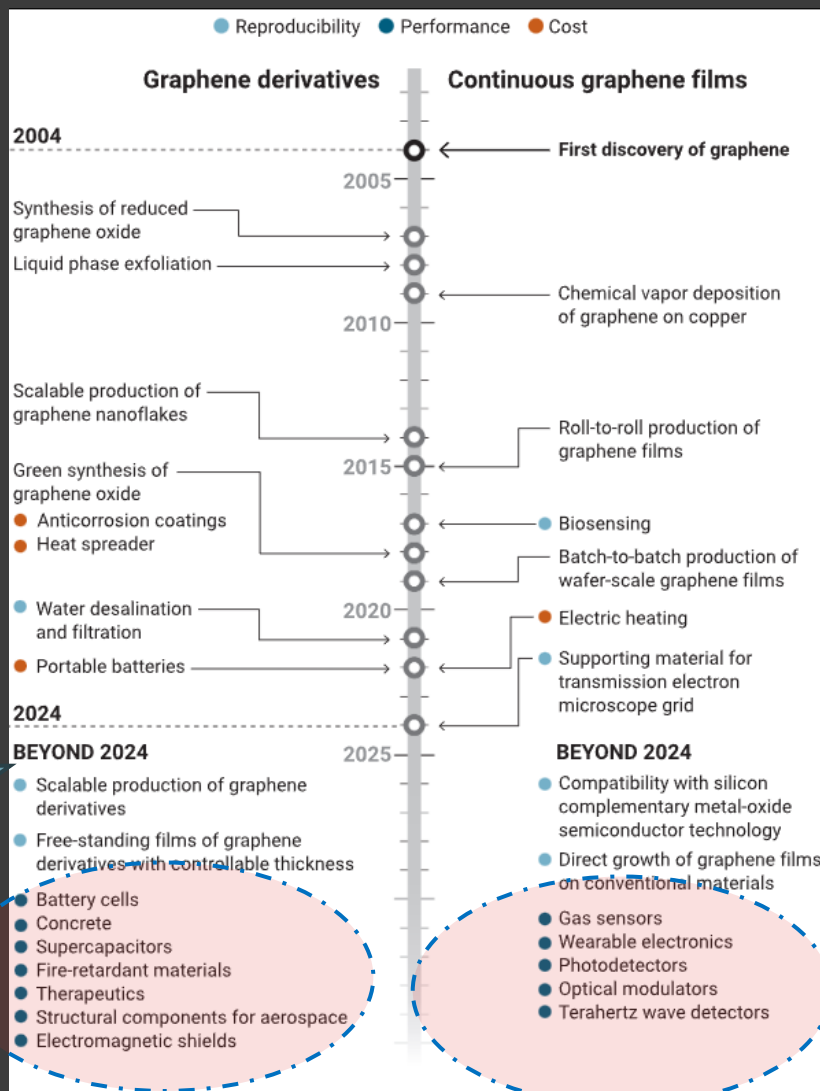 Reproducibility Performance Cost
Graphene derivatives
Continuous graphene films
2004
First discovery of graphene
2005
Synthesis of reduced
graphene oxide
Liquid phase exfoliation
Chemical vapor deposition
of graphene on copper
2010
Scalable production of
graphene nanoflakes
Roll-to-roll production of
graphene films
2015
Green synthesis of
graphene oxide
Anticorrosion coatings
Heat spreader
Biosensing
Batch-to-batch production of
wafer-scale graphene films
2020
Water desalination
and filtration
Electric heating
Portable batteries
Supporting material for
transmission electron
microscope grid
2024
2025
BEYOND 2024
Scalable production of graphene
derivatives
Free-standing films of graphene
derivatives with controllable thickness
Battery cells
Concrete
Supercapacitors
Fire-retardant materials
Therapeutics
Structural components for aerospace
Electromagnetic shields
BEYOND 2024
Compatibility with silicon
complementary metal-oxide
semiconductor technology
Direct growth of graphene films
on conventional materials
Gas sensors
Wearable electronics
Photodetectors
Optical modulators
Terahertz wave detectors